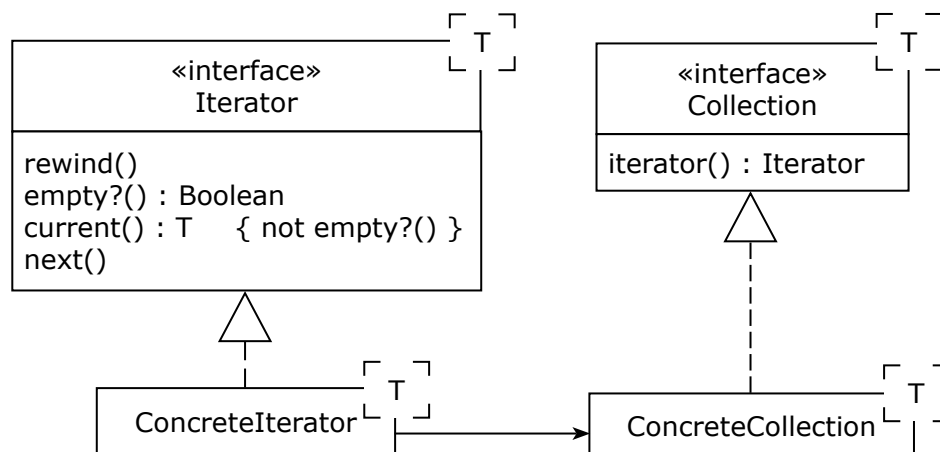 T
«interface»
Iterator
rewind()
empty?() : Boolean
current() : T { not empty?() }
next()
T
«interface»
Collection
iterator() : Iterator
T
ConcreteIterator
T
ConcreteCollection